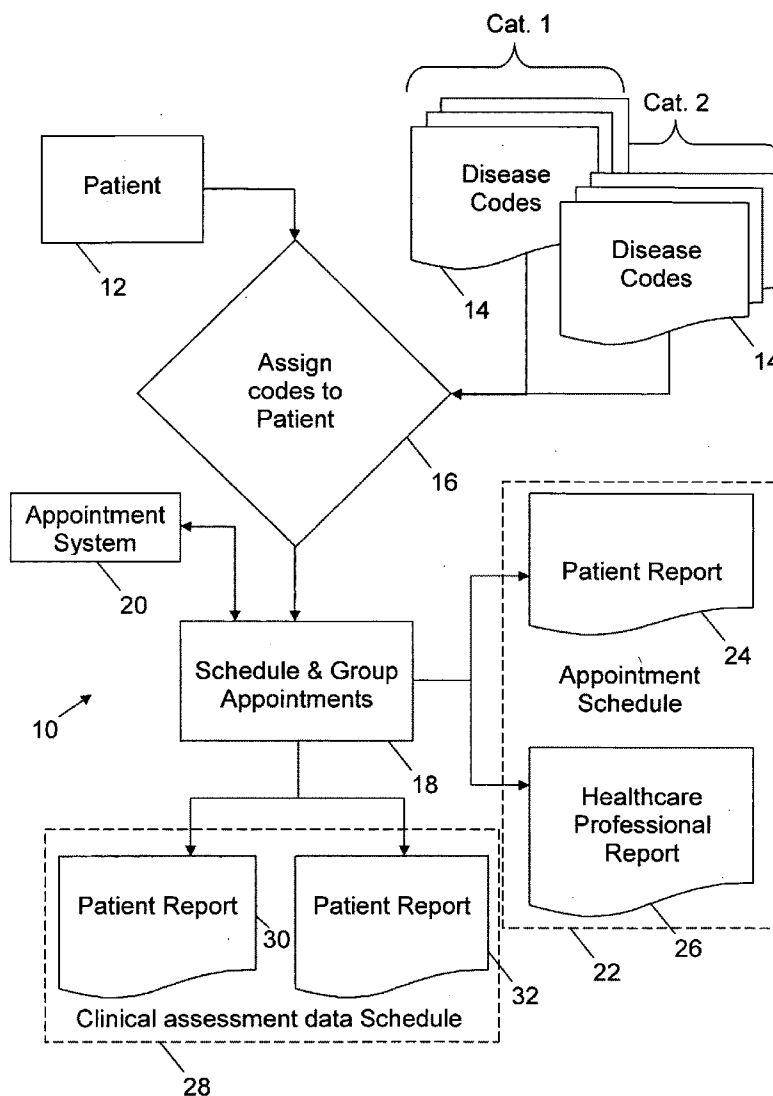 Cat. 1
Cat. 2
Patient
Disease
Codes
Disease
Codes
12
14
14
Assign
codes to
Patient
16
Appointment
System
20
Patient Report
24
Schedule & Group
Appointments
Appointment
Schedule
10
18
Healthcare
Professional
Report
Patient Report
30
Patient Report
26
22
32
Clinical assessment data Schedule
28